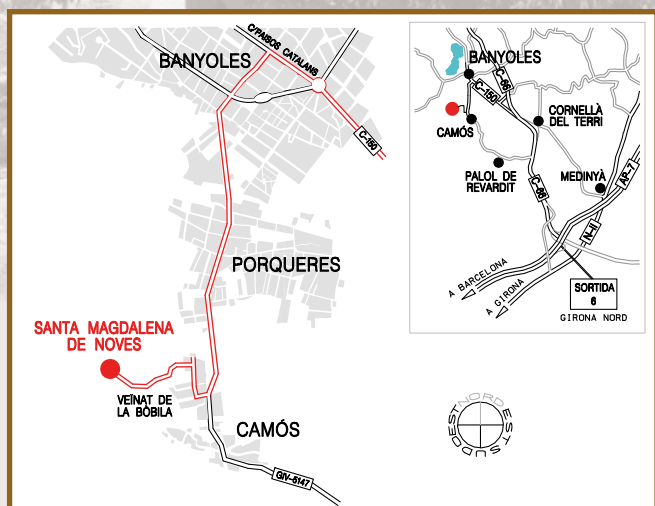 C/PAISOS CATALANS
BANYOLES
C-150
PORQUERES
SANTA MAGDALENA
DE NOVES
VEÏNAT DE
LA BÒBILA
CAMÓS
GIV-5147
BANYOLES
C-66
C-150
CORNELLÀ
DEL TERRI
CAMÓS
PALOL DE
REVARDIT
MEDINYÀ
C-66
AP-7
N-II
A BARCELONA
A GIRONA
SORTIDA
6
GIRONA NORD
NORD
EST
SUD
OEST